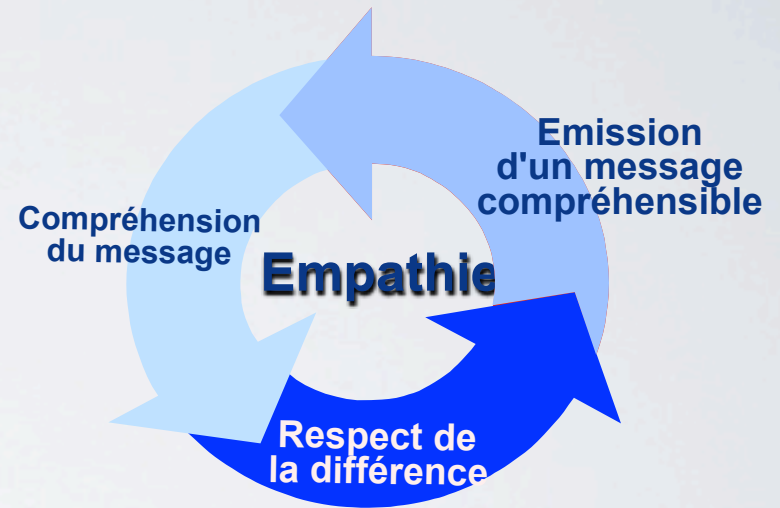 Emission
d'un message
compréhensible
Compréhension
du message
Empathie
Respect de
la différence